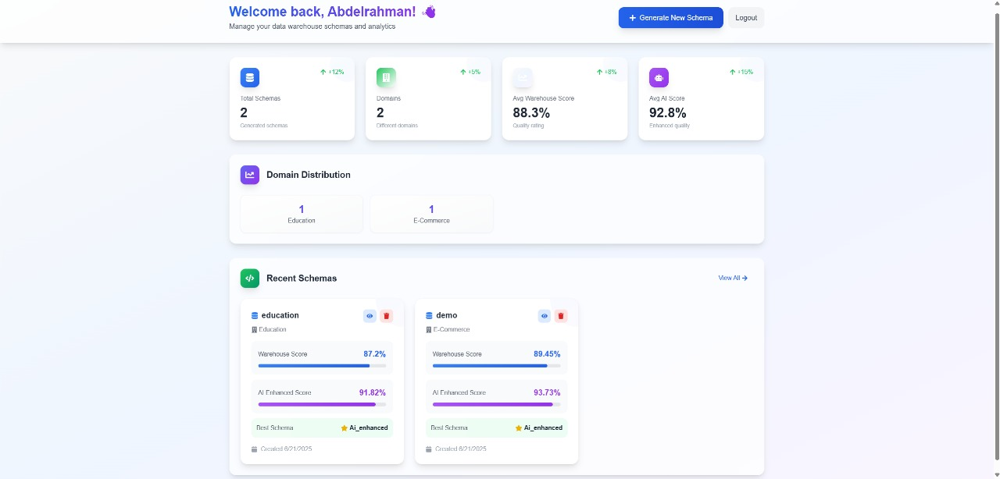 Welcome back, Abdelrahman! 👋
Manage your data warehouse schemas and analytics
Generate New Schema
Logout
+12%
Total Schemas
2
Generated schemas
+5%
Domains
2
Different domains
+8%
Avg Warehouse Score
88.3%
Quality rating
+15%
Avg AI Score
92.8%
Enhanced quality
Domain Distribution
1
Education
1
E-Commerce
Recent Schemas
View All
education
Education
Warehouse Score 87.2%
AI Enhanced Score 91.82%
Best Schema Ai_enhanced
Created 6/21/2025
demo
E-Commerce
Warehouse Score 89.45%
AI Enhanced Score 93.73%
Best Schema Ai_enhanced
Created 6/21/2025